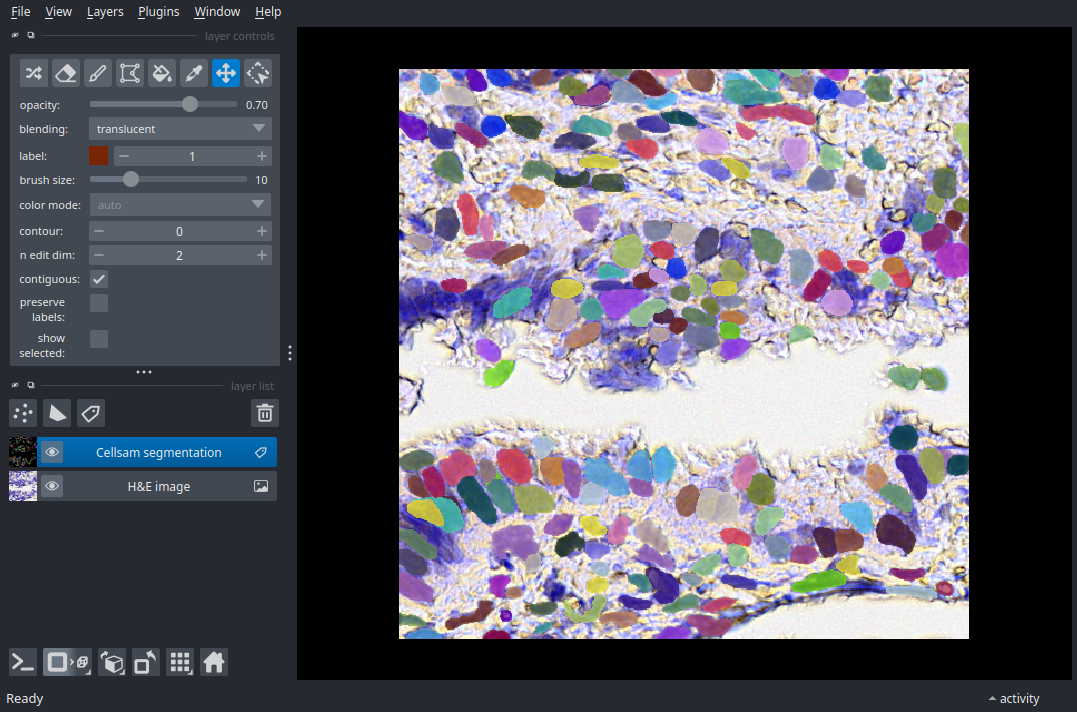 File View Layers Plugins Window Help
layer controls
opacity: 0.70
blending: translucent
label: 1
brush size: 10
color mode: auto
contour: 0
n edit dim: 2
contiguous:
preserve
labels:
show
selected:
layer list
Cellsam segmentation
H&E image
Ready activity